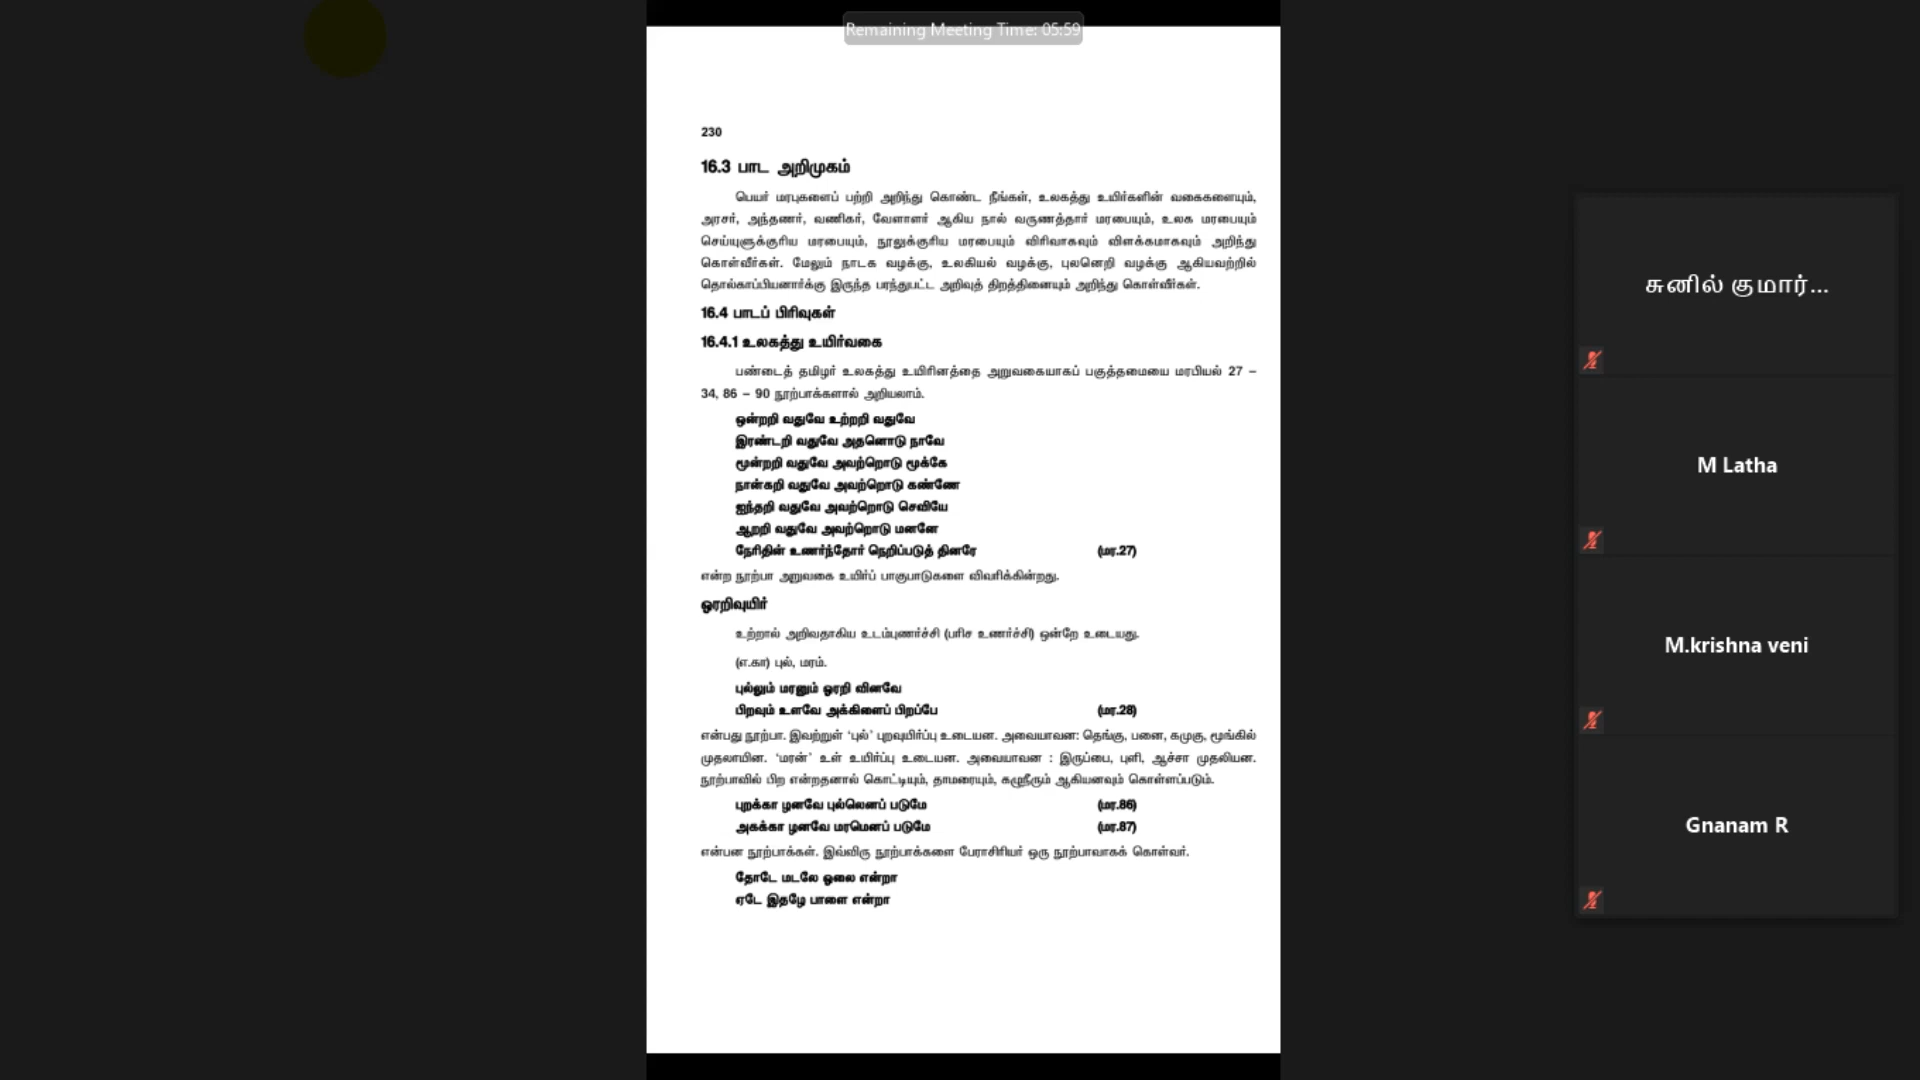 Remaining Meeting Time: 05:59
230
16.3 பாட அறிமுகம்
பெயர் மரபுகளைப் பற்றி அறிந்து கொண்ட நீங்கள், உலகத்து உயிர்களின் வகைகளையும்,
அரசர், அந்தணர், வணிகர், வேளாளர் ஆகிய நால் வருணத்தார் மரபையும், உலக மரபையும்
செய்யுளுக்குரிய மரபையும், நூலுக்குரிய மரபையும் விரிவாகவும் விளக்கமாகவும் அறிந்து
கொள்வீர்கள். மேலும் நாடக வழக்கு, உலகியல் வழக்கு, புலனெறி வழக்கு ஆகியவற்றில்
தொல்காப்பியனார்க்கு இருந்த பரந்துபட்ட அறிவுத் திறத்தினையும் அறிந்து கொள்வீர்கள்.
16.4 பாடப் பிரிவுகள்
16.4.1 உலகத்து உயிர்வகை
பண்டைத் தமிழர் உலகத்து உயிரினத்தை அறுவகையாகப் பகுத்தமையை மரபியல் 27 –
34, 86 – 90 நூற்பாக்களால் அறியலாம்.
ஒன்றறி வதுவே உற்றறி வதுவே
இரண்டறி வதுவே அதனொடு நாவே
மூன்றறி வதுவே அவற்றொடு மூக்கே
நான்கறி வதுவே அவற்றொடு கண்ணே
ஐந்தறி வதுவே அவற்றொடு செவியே
ஆறறி வதுவே அவற்றொடு மனனே
நேரிதின் உணர்ந்தோர் நெறிப்படுத் தினரே (மர.27)
என்ற நூற்பா அறுவகை உயிர்ப் பாகுபாடுகளை விவரிக்கின்றது.
ஓரறிவுயிர்
உற்றால் அறிவதாகிய உடம்புணர்ச்சி (பரிச உணர்ச்சி) ஒன்றே உடையது.
(எ.கா) புல், மரம்.
புல்லும் மரனும் ஓரறி வினவே
பிறவும் உளவே அக்கிளைப் பிறப்பே (மர.28)
என்பது நூற்பா. இவற்றுள் ‘புல்’ புறவுயிர்ப்பு உடையன. அவையாவன: தெங்கு, பனை, கமுகு, மூங்கில்
முதலாயின. ‘மரன்’ உள் உயிர்ப்பு உடையன. அவையாவன : இருப்பை, புளி, ஆச்சா முதலியன.
நூற்பாவில் பிற என்றதனால் கொட்டியும், தாமரையும், கழுநீரும் ஆகியனவும் கொள்ளப்படும்.
புறக்கா ழனவே புல்லெனப் படுமே (மர.86)
அகக்கா ழனவே மரமெனப் படுமே (மர.87)
என்பன நூற்பாக்கள். இவ்விரு நூற்பாக்களை பேராசிரியர் ஒரு நூற்பாவாகக் கொள்வர்.
தோடே மடலே ஓலை என்றா
ஏடே இதழே பாளை என்றா
சுனில் குமார்...
M Latha
M.krishna veni
Gnanam R